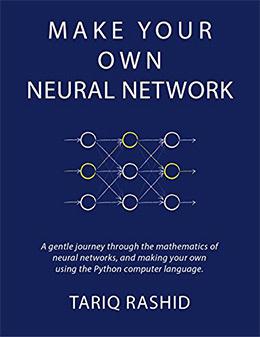 MAKE YOUR
OWN
NEURAL NETWORK
A gentle journey through the mathematics of
neural networks, and making your own
using the Python computer language.
TARIQ RASHID